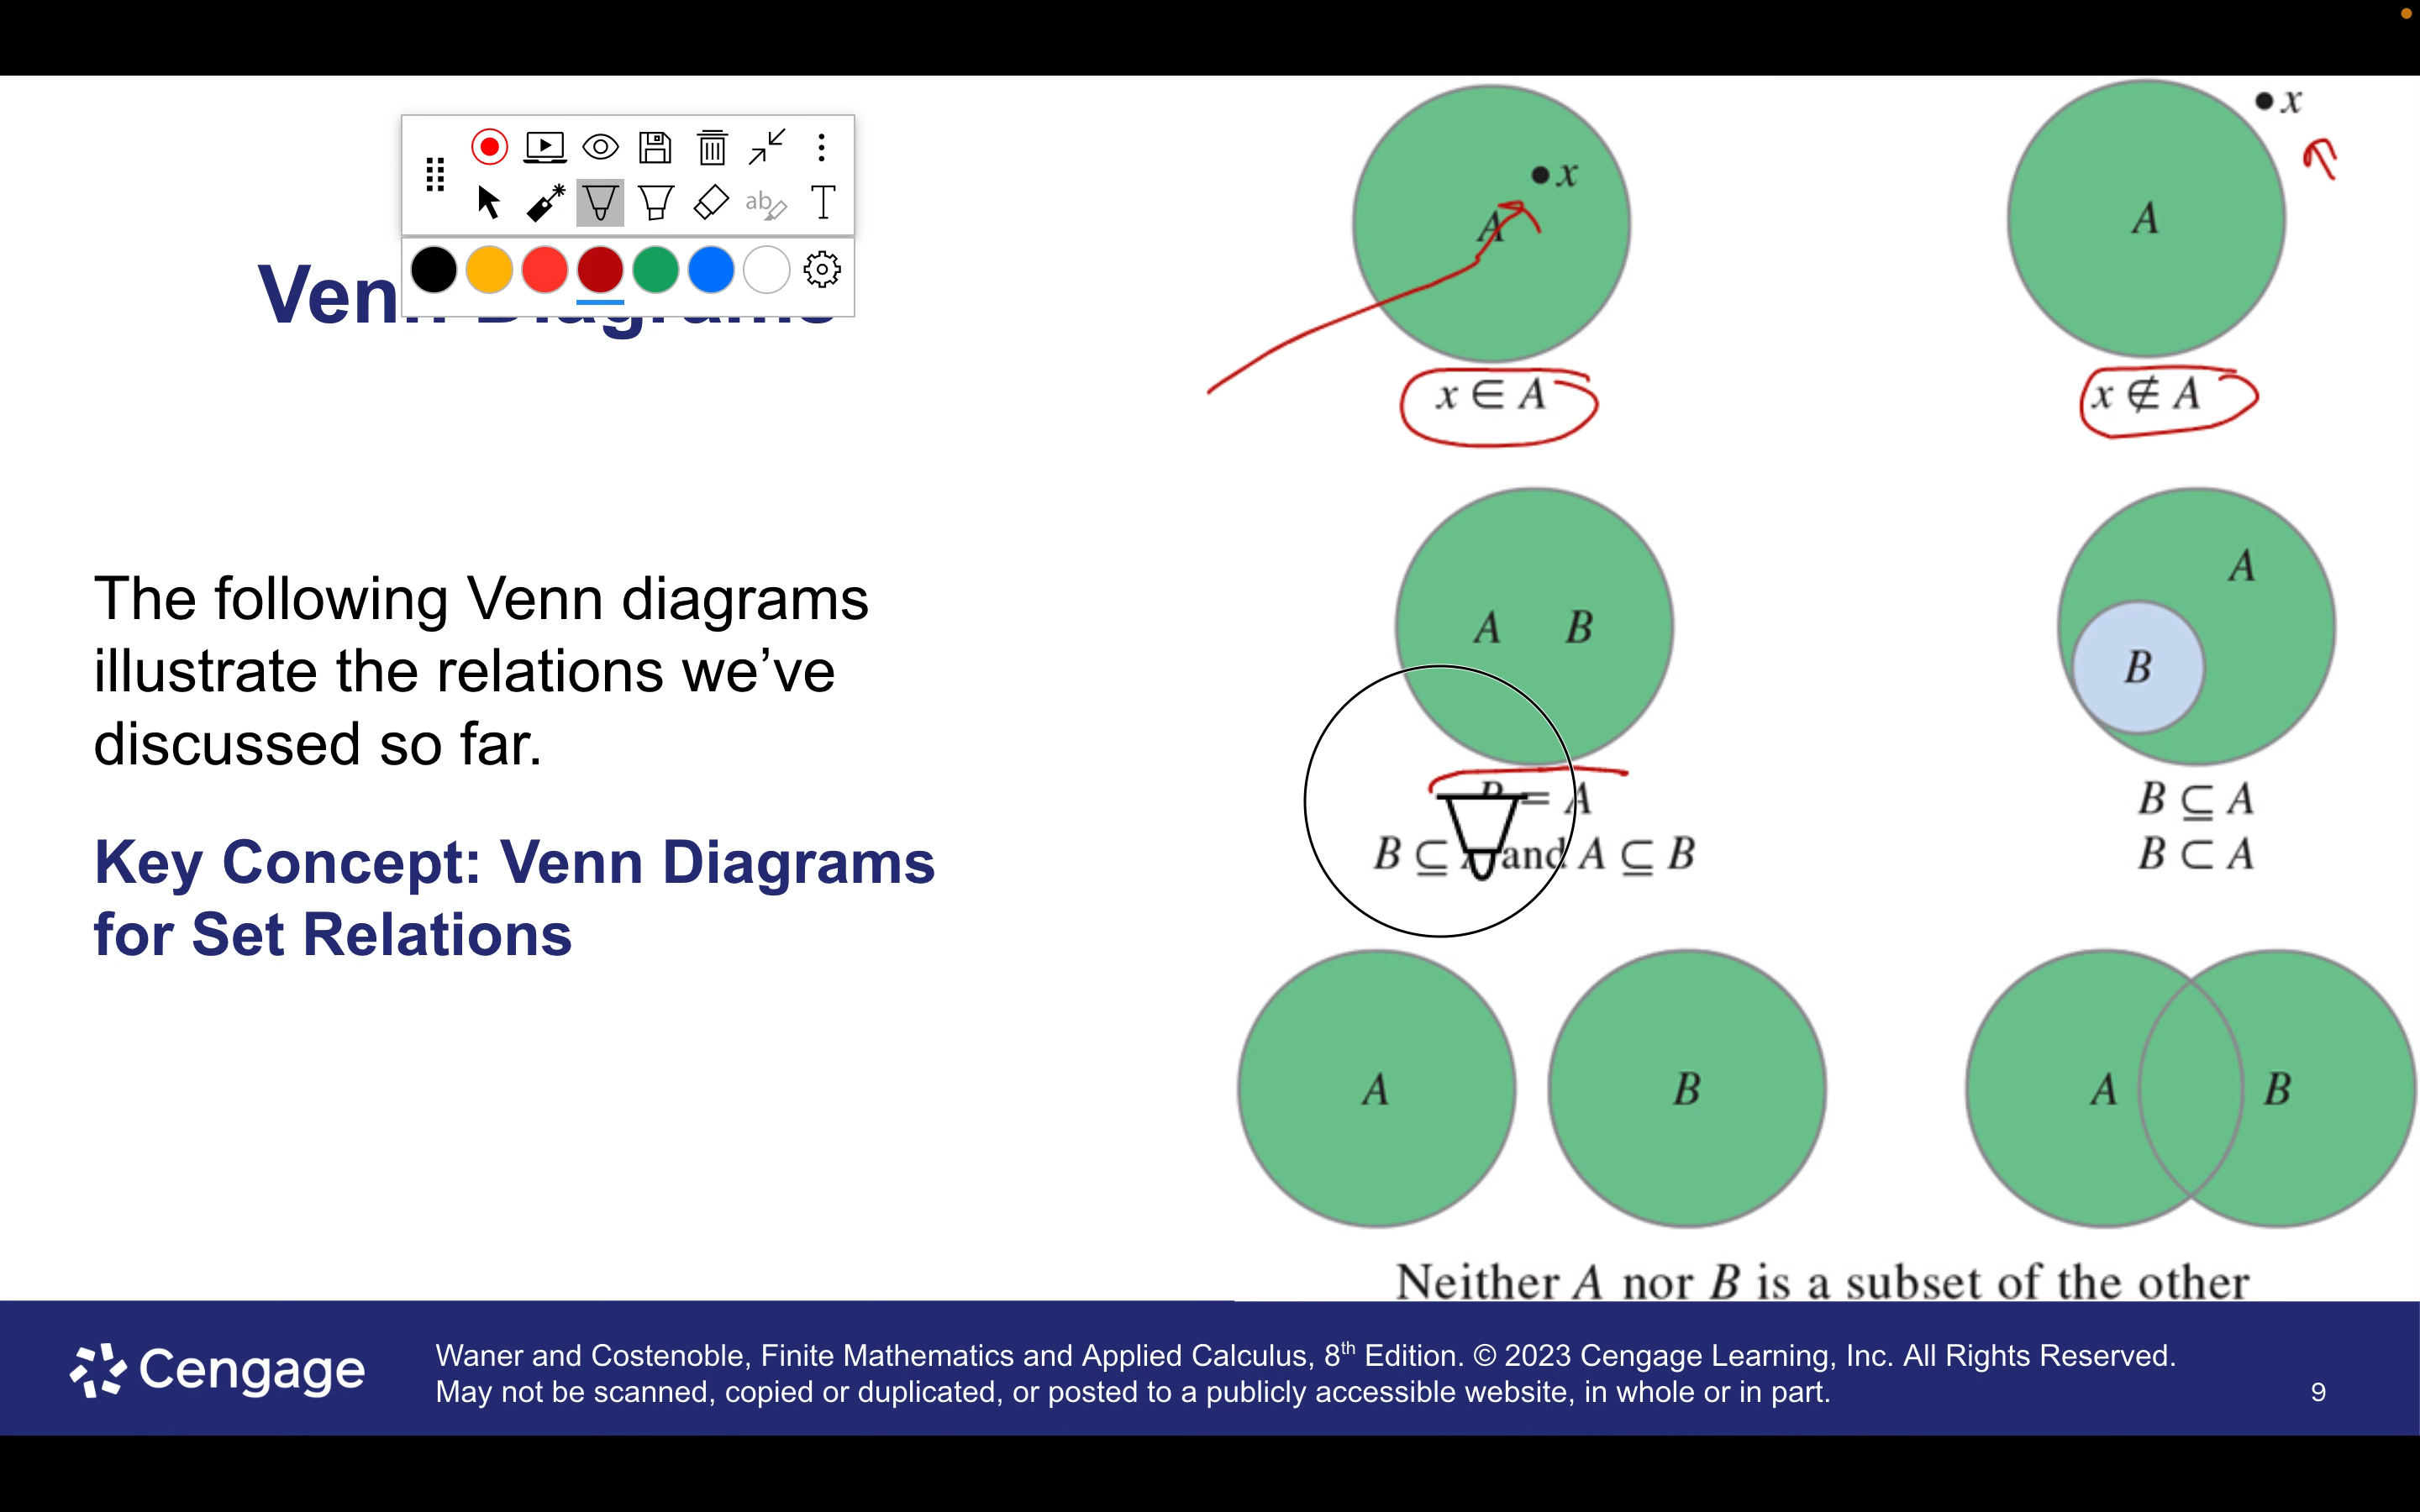 ab
T
The following Venn diagrams
illustrate the relations we’ve
discussed so far.
Key Concept: Venn Diagrams
for Set Relations
x
A
x ∈ A
x
A
x ∉ A
A B
= A
B ⊆ and A ⊆ B
A
B
B ⊆ A
B ⊂ A
A
B
A
B
Neither A nor B is a subset of the other
Cengage
Waner and Costenoble, Finite Mathematics and Applied Calculus, 8th Edition. © 2023 Cengage Learning, Inc. All Rights Reserved.
May not be scanned, copied or duplicated, or posted to a publicly accessible website, in whole or in part.
9